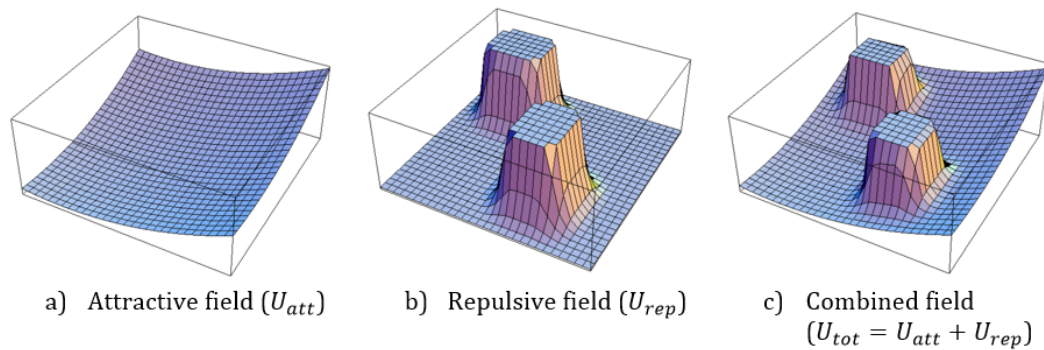 a) Attractive field (U_att)
b) Repulsive field (U_rep)
c) Combined field
(U_tot = U_att + U_rep)